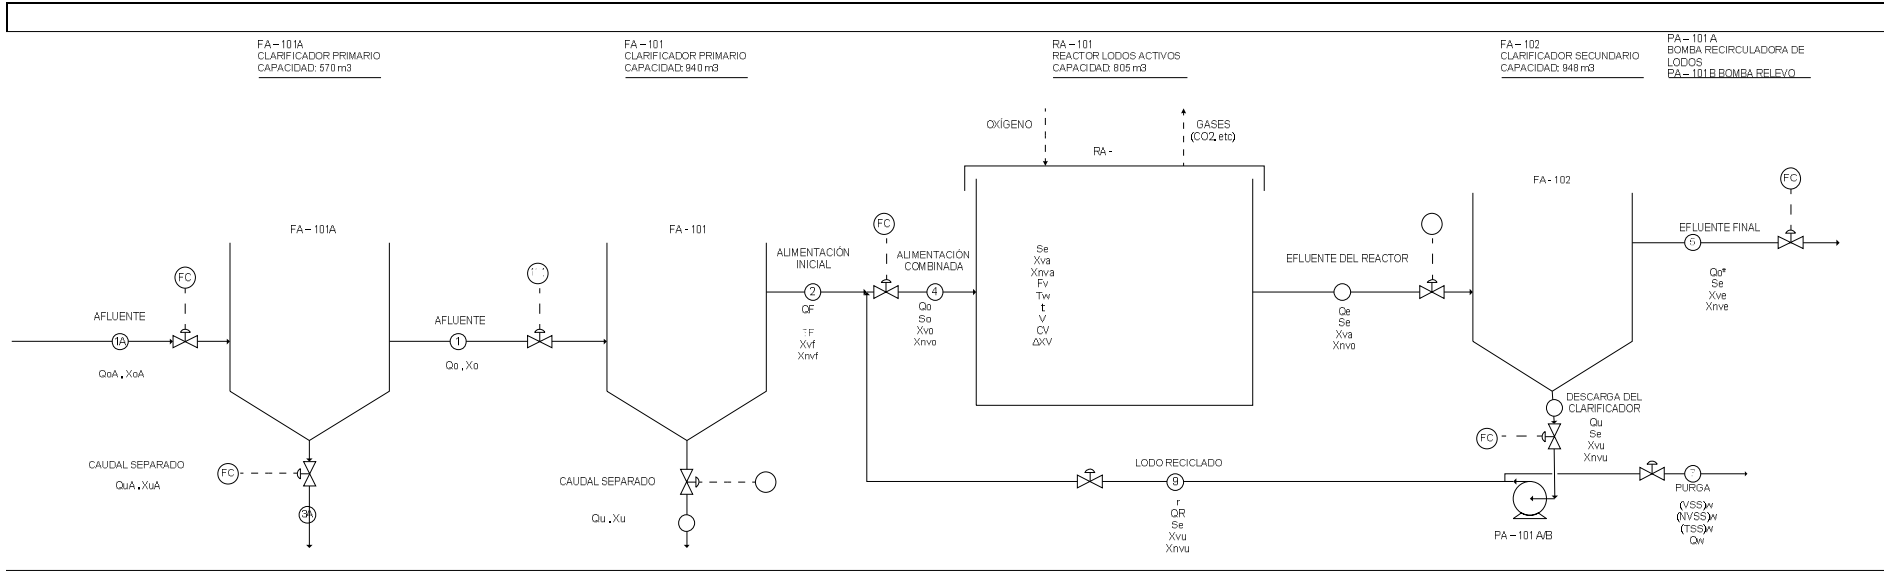 FA-101A
CLARIFICADOR PRIMARIO
CAPACIDAD: 570 m3
FA-101
CLARIFICADOR PRIMARIO
CAPACIDAD: 940 m3
RA-101
REACTOR LODOS ACTIVOS
CAPACIDAD: 805 m3
FA-102
CLARIFICADOR SECUNDARIO
CAPACIDAD: 948 m3
PA-101 A
BOMBA RECIRCULADORA DE
LODOS
PA-101 B BOMBA RELEVO
OXÍGENO
GASES
(CO2, etc)
RA-
FA-101A
FA-101
FA-102
FC
AFLUENTE
1A
QoA, XoA
AFLUENTE
1
Qo, Xo
ALIMENTACIÓN
INICIAL
2
QF
Xvf
Xnvf
FC
ALIMENTACIÓN
COMBINADA
4
Qo
So
Xvo
Xnvo
Se
Xva
Xnva
Fv
Tw
t
V
CV
ΔXV
EFLUENTE DEL REACTOR
Qe
Se
Xva
Xnvo
FC
EFLUENTE FINAL
5
Qo*
Se
Xve
Xnve
DESCARGA DEL
CLARIFICADOR
FC
Qu
Se
Xvu
Xnvu
CAUDAL SEPARADO
FC
QuA, XuA
3A
CAUDAL SEPARADO
Qu, Xu
LODO RECICLADO
9
r
QR
Se
Xvu
Xnvu
PA-101 A/B
PURGA
(VSS)w
(NVSS)w
(TSS)w
Qw